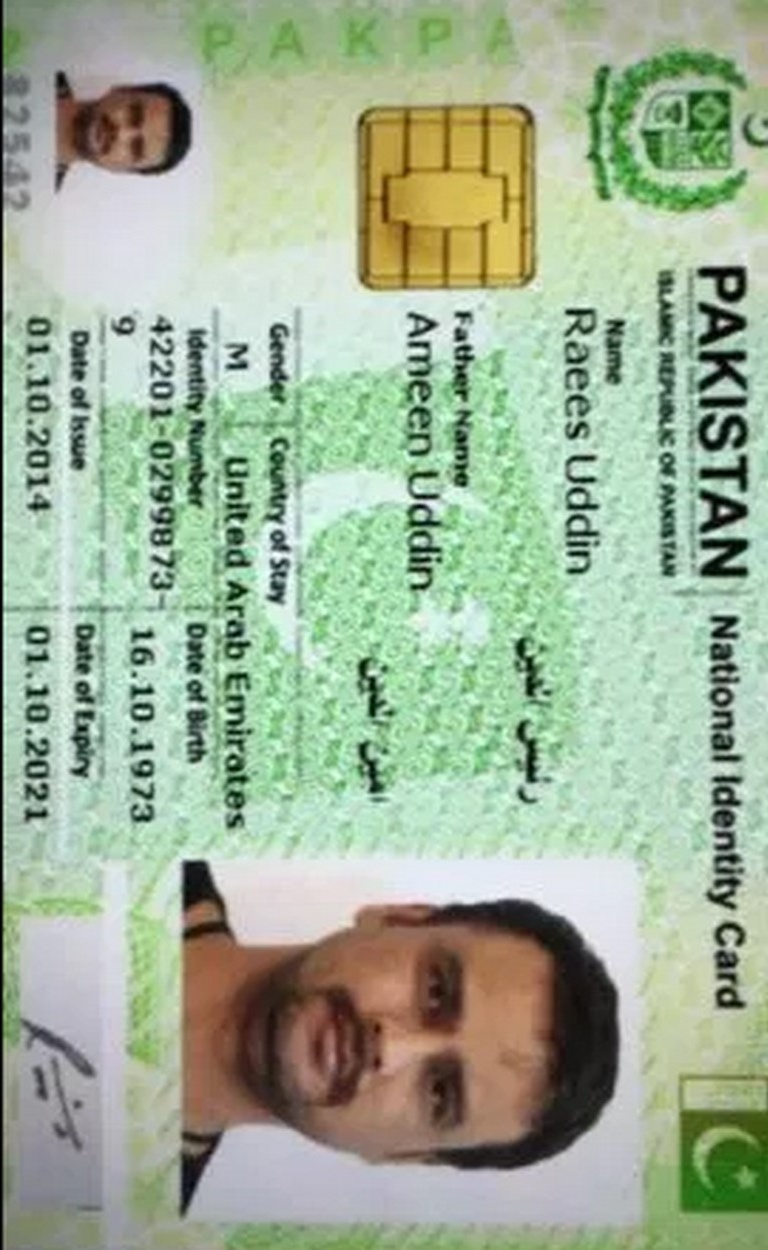 PAKPA
PAKISTAN National Identity Card
ISLAMIC REPUBLIC OF PAKISTAN
Name
Raees Uddin
رئیس الدین
Father Name
Ameen Uddin
امین الدین
Gender Country of Stay
M United Arab Emirates
Identity Number Date of Birth
42201-0299873- 16.10.1973
9
Date of Issue Date of Expiry
01.10.2014 01.10.2021